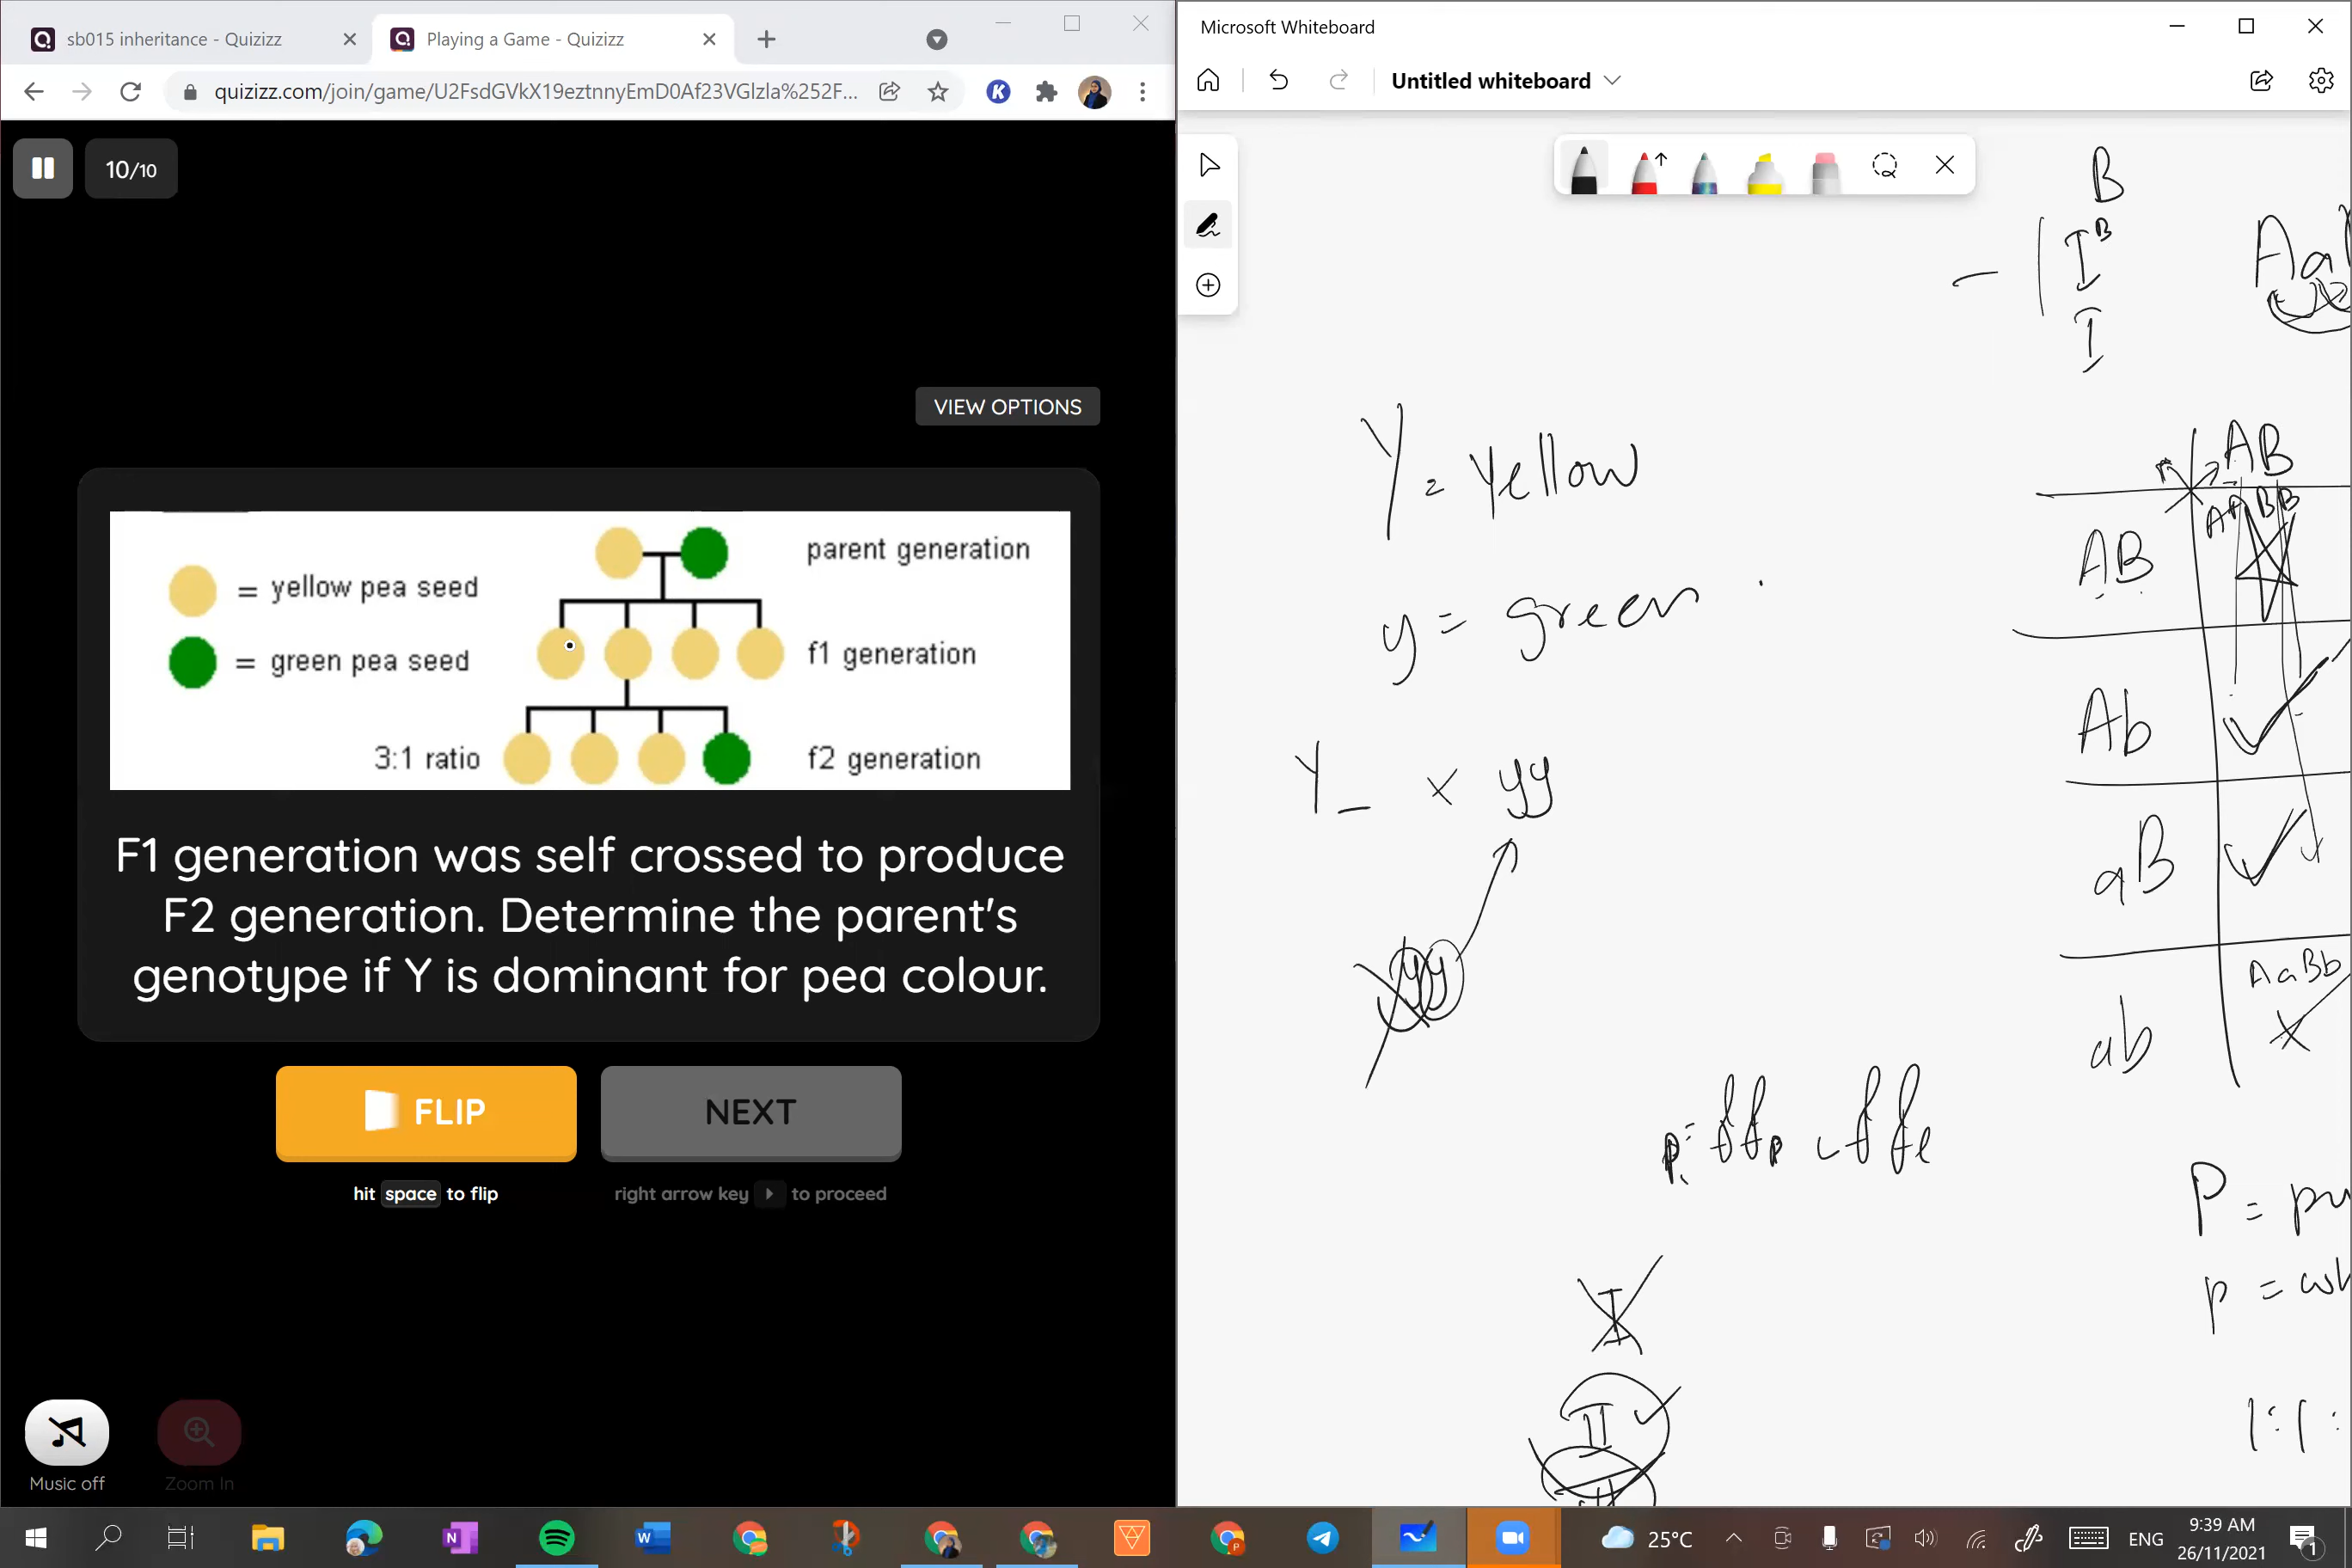 sb015 inheritance - Quizizz
Playing a Game - Quizizz
quizizz.com/join/game/U2FsdGVkX19eztnnyEmD0Af23VGlzla%252F...
10/10
VIEW OPTIONS
parent generation
= yellow pea seed
= green pea seed
f1 generation
3:1 ratio
f2 generation
F1 generation was self crossed to produce
F2 generation. Determine the parent's
genotype if Y is dominant for pea colour.
FLIP
NEXT
hit space to flip
right arrow key to proceed
Music off
Zoom In
Microsoft Whiteboard
Untitled whiteboard
B
I^B
I
Y = Yellow
y = green
Y_ x yy
AB
AABB
AB
Ab
aB
ab
AaBb
P =
p =
I
II
25°C
ENG
9:39 AM
26/11/2021
1